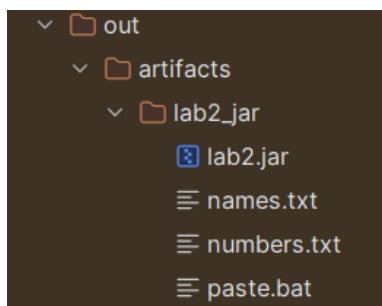 out
artifacts
lab2_jar
lab2.jar
names.txt
numbers.txt
paste.bat